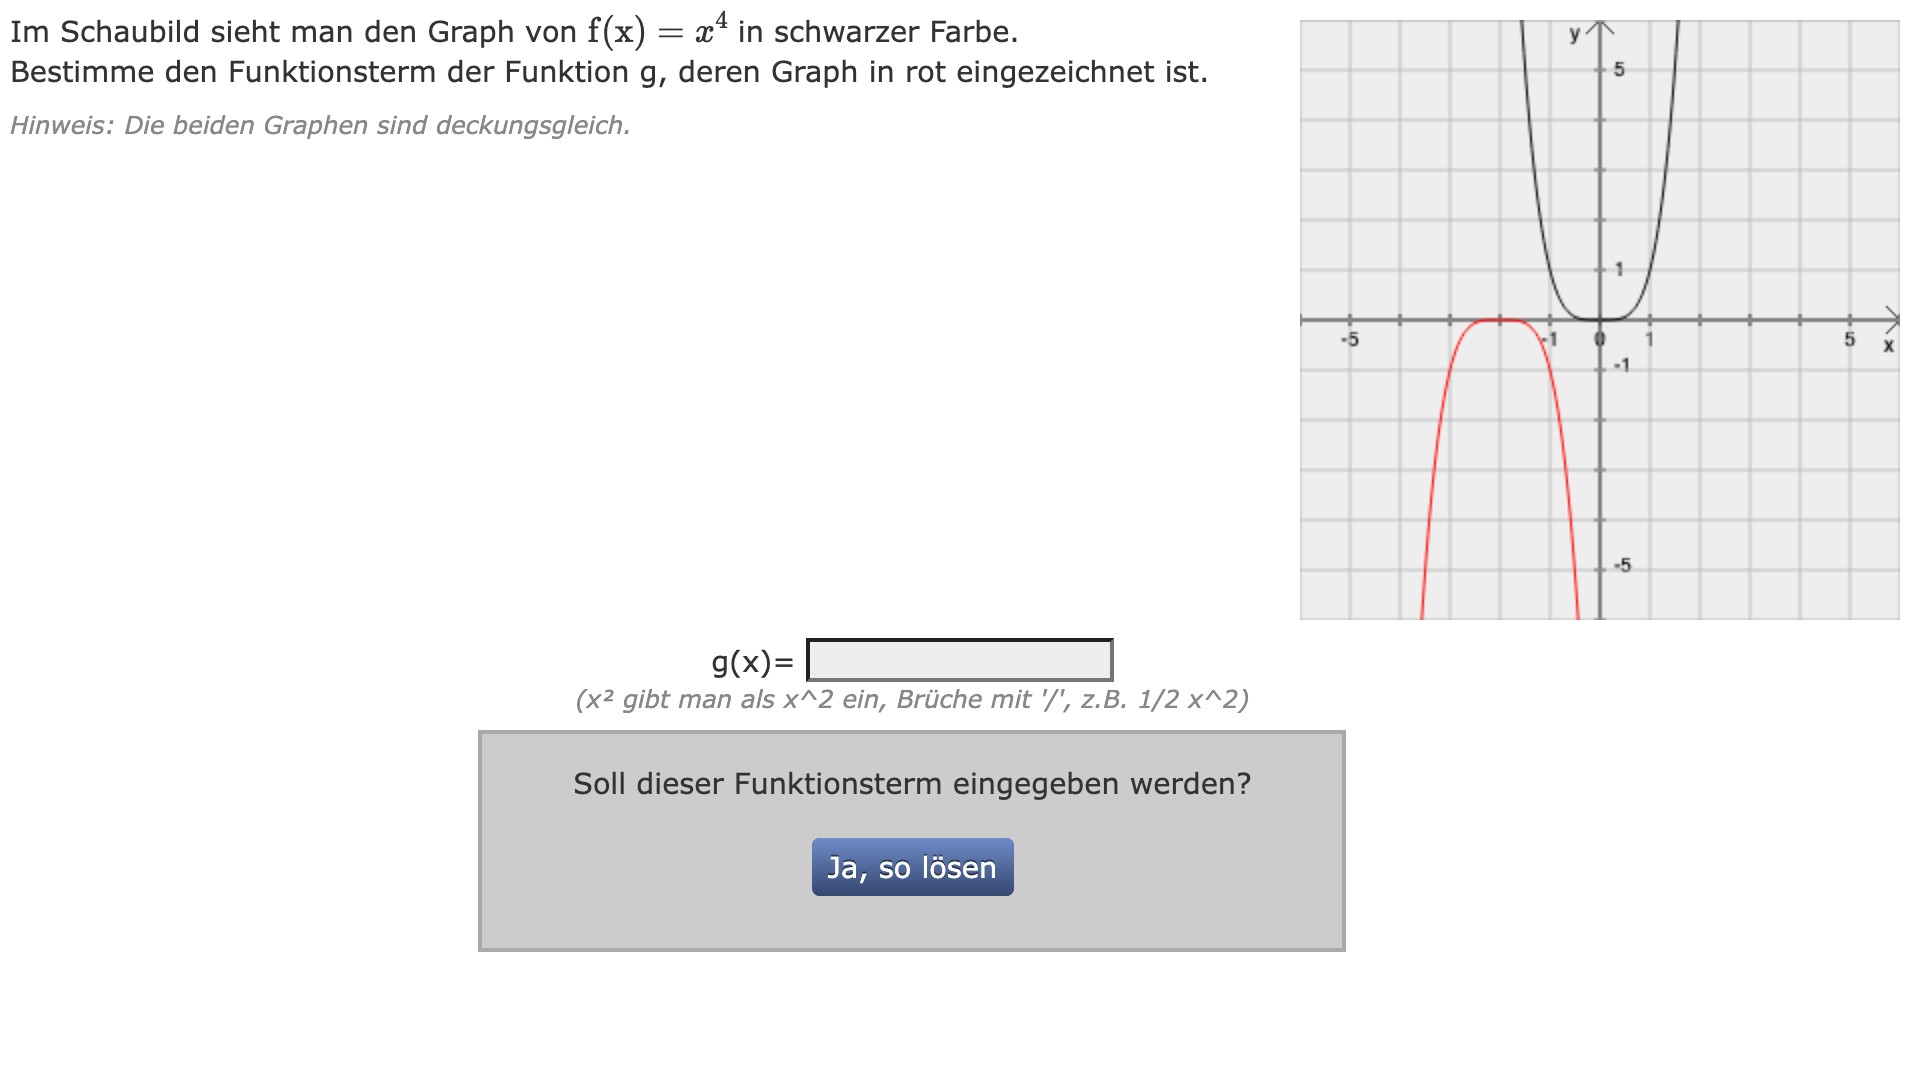 Im Schaubild sieht man den Graph von f(x) = x⁴ in schwarzer Farbe.
Bestimme den Funktionsterm der Funktion g, deren Graph in rot eingezeichnet ist.
Hinweis: Die beiden Graphen sind deckungsgleich.
y
5
1
-5 -1 0 1 5 x
-1
-5
g(x)=
(x² gibt man als x^2 ein, Brüche mit '/', z.B. 1/2 x^2)
Soll dieser Funktionsterm eingegeben werden?
Ja, so lösen